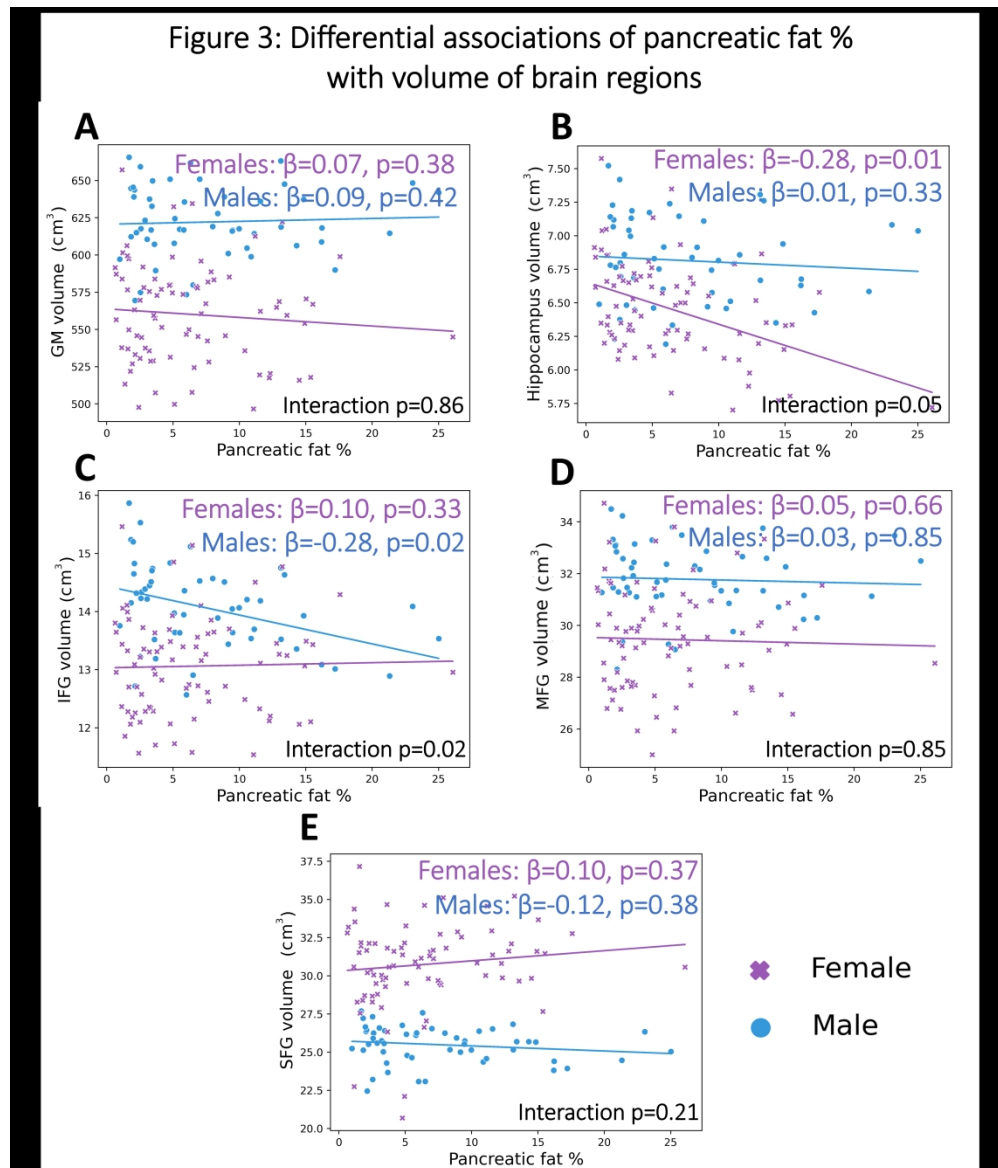 Figure 3: Differential associations of pancreatic fat %
with volume of brain regions
A
Females: β=0.07, p=0.38
Males: β=0.09, p=0.42
650
625
600
575
550
525
500
GM volume (cm³)
Interaction p=0.86
0 5 10 15 20 25
Pancreatic fat %
B
Females: β=-0.28, p=0.01
Males: β=0.01, p=0.33
7.50
7.25
7.00
6.75
6.50
6.25
6.00
5.75
Hippocampus volume (cm³)
Interaction p=0.05
0 5 10 15 20 25
Pancreatic fat %
C
Females: β=0.10, p=0.33
Males: β=-0.28, p=0.02
16
15
14
13
12
IFG volume (cm³)
Interaction p=0.02
0 5 10 15 20 25
Pancreatic fat %
D
Females: β=0.05, p=0.66
Males: β=0.03, p=0.85
34
32
30
28
26
MFG volume (cm³)
Interaction p=0.85
0 5 10 15 20 25
Pancreatic fat %
E
Females: β=0.10, p=0.37
Males: β=-0.12, p=0.38
37.5
35.0
32.5
30.0
27.5
25.0
22.5
20.0
SFG volume (cm³)
Interaction p=0.21
0 5 10 15 20 25
Pancreatic fat %
Female
Male